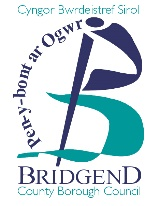 Cyngor Bwrdeistref Sirol
Pen-y-bont ar Ogwr
BRIDGEND
County Borough Council